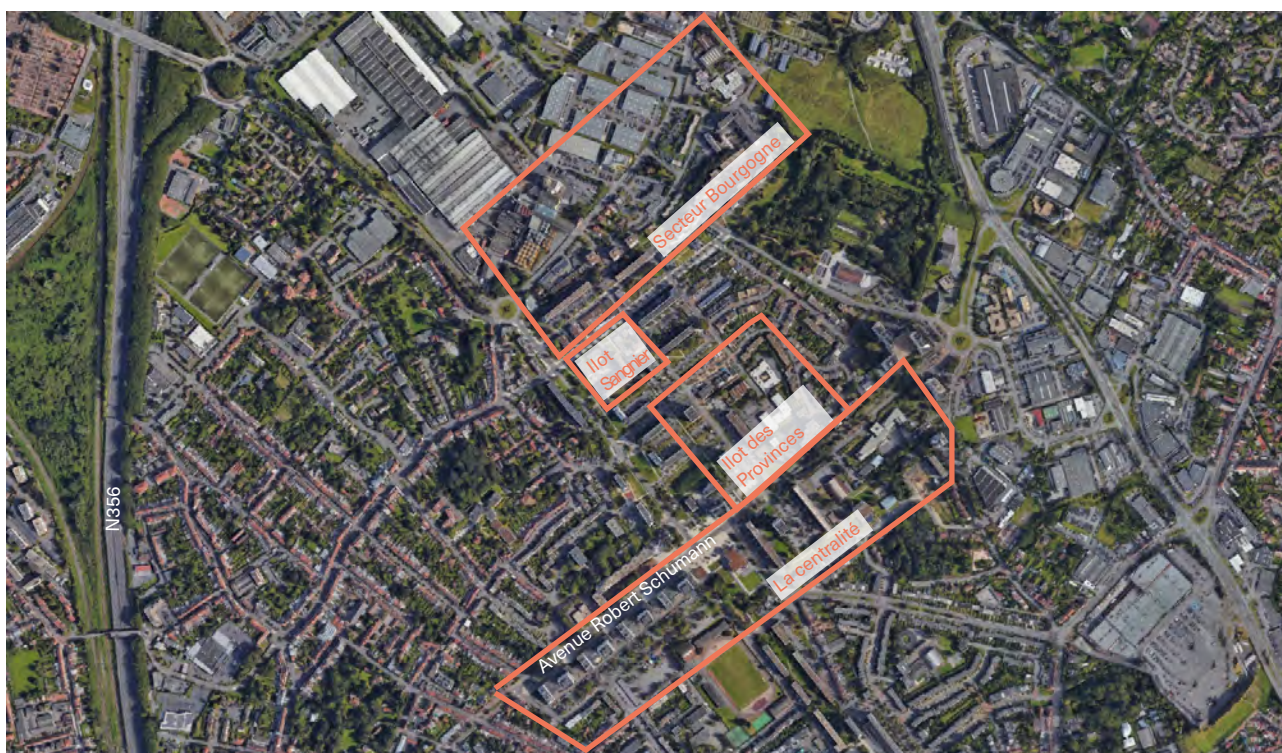 Secteur Bourgogne
Ilot
Sangnier
Ilot des
Provinces
La centralité
Avenue Robert Schumann
N356